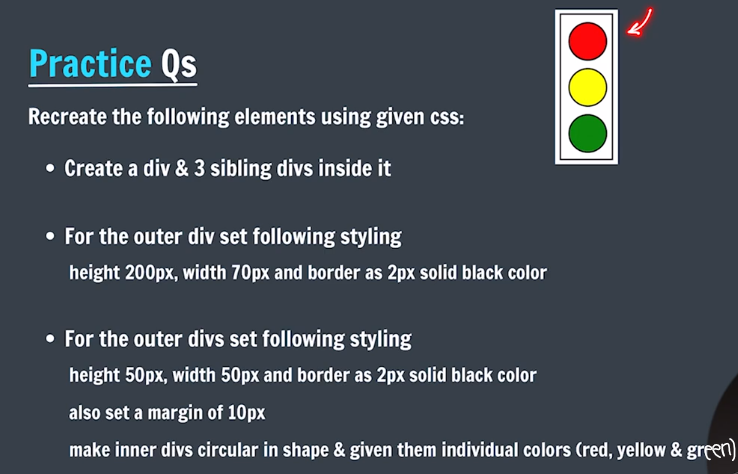 Practice Qs
Recreate the following elements using given css:
• Create a div & 3 sibling divs inside it
• For the outer div set following styling
height 200px, width 70px and border as 2px solid black color
• For the outer divs set following styling
height 50px, width 50px and border as 2px solid black color
also set a margin of 10px
make inner divs circular in shape & given them individual colors (red, yellow & green)